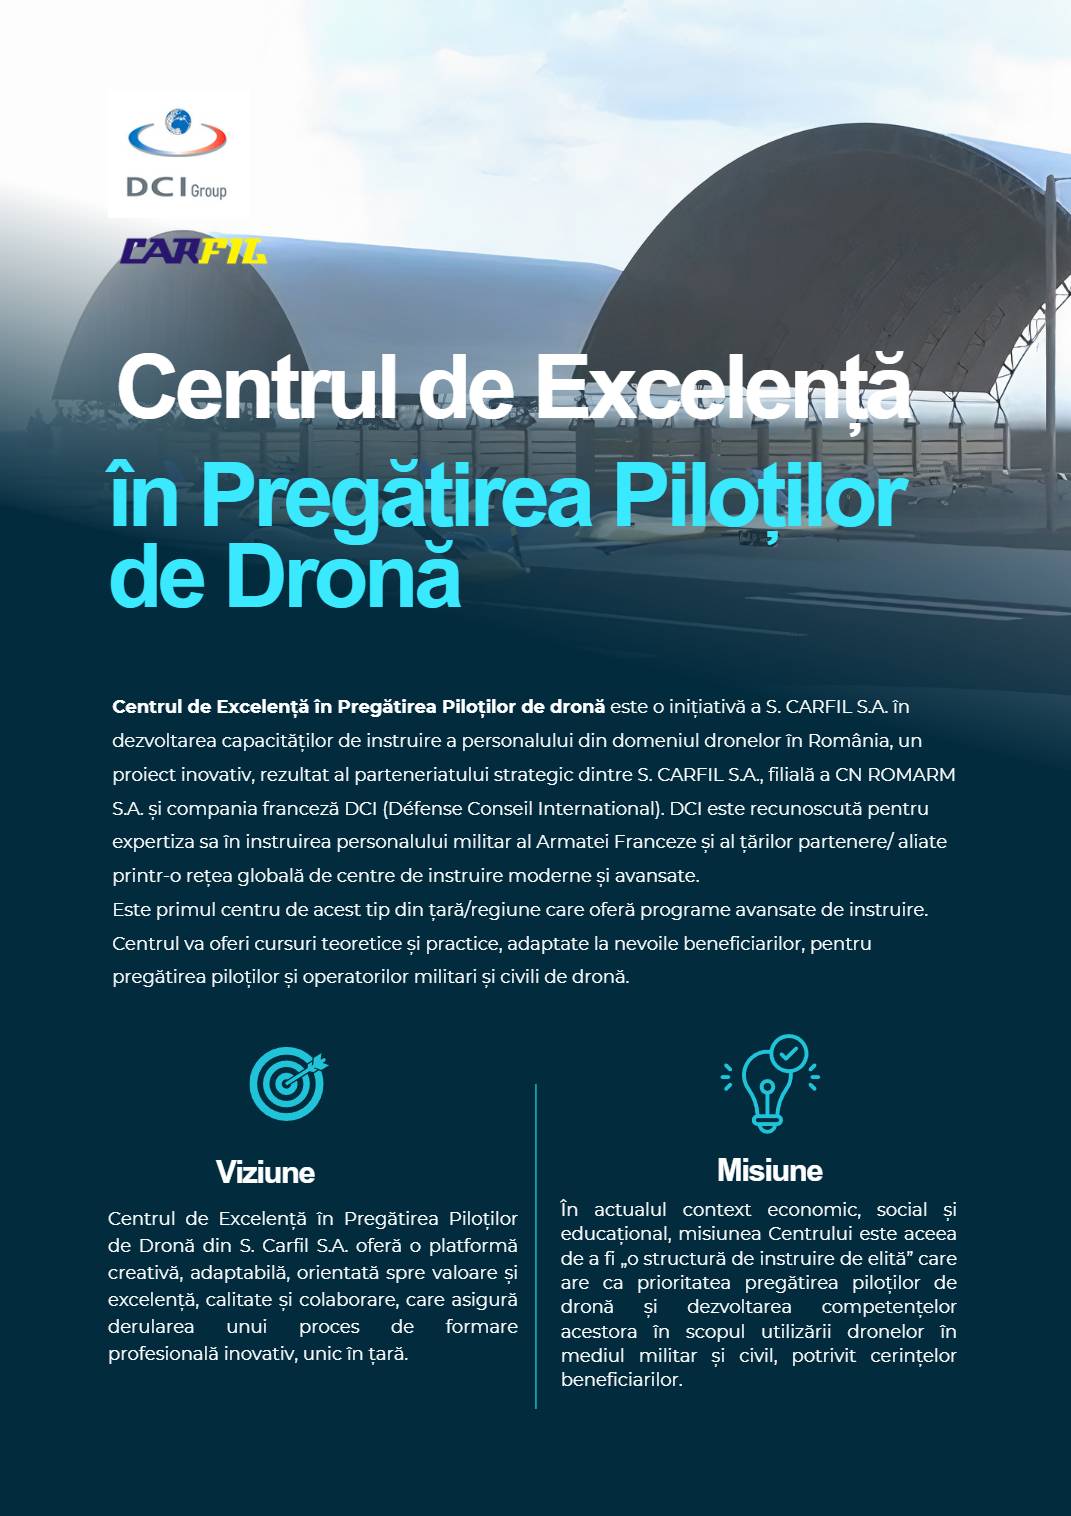 DCI Group
CARFIL
Centrul de Excelență
în Pregătirea Piloților
de Dronă
Centrul de Excelență în Pregătirea Piloților de dronă este o inițiativă a S. CARFIL S.A. în
dezvoltarea capacităților de instruire a personalului din domeniul dronelor în România, un
proiect inovativ, rezultat al parteneriatului strategic dintre S. CARFIL S.A., filială a CN ROMARM
S.A. și compania franceză DCI (Défense Conseil International). DCI este recunoscută pentru
expertiza sa în instruirea personalului militar al Armatei Franceze și al țărilor partenere/ aliate
printr-o rețea globală de centre de instruire moderne și avansate.
Este primul centru de acest tip din țară/regiune care oferă programe avansate de instruire.
Centrul va oferi cursuri teoretice și practice, adaptate la nevoile beneficiarilor, pentru
pregătirea piloților și operatorilor militari și civili de dronă.
Viziune
Centrul de Excelență în Pregătirea Piloților
de Dronă din S. Carfil S.A. oferă o platformă
creativă, adaptabilă, orientată spre valoare și
excelență, calitate și colaborare, care asigură
derularea unui proces de formare
profesională inovativ, unic în țară.
Misiune
În actualul context economic, social și
educațional, misiunea Centrului este aceea
de a fi „o structură de instruire de elită” care
are ca prioritatea pregătirea piloților de
dronă și dezvoltarea competențelor
acestora în scopul utilizării dronelor în
mediul militar și civil, potrivit cerințelor
beneficiarilor.